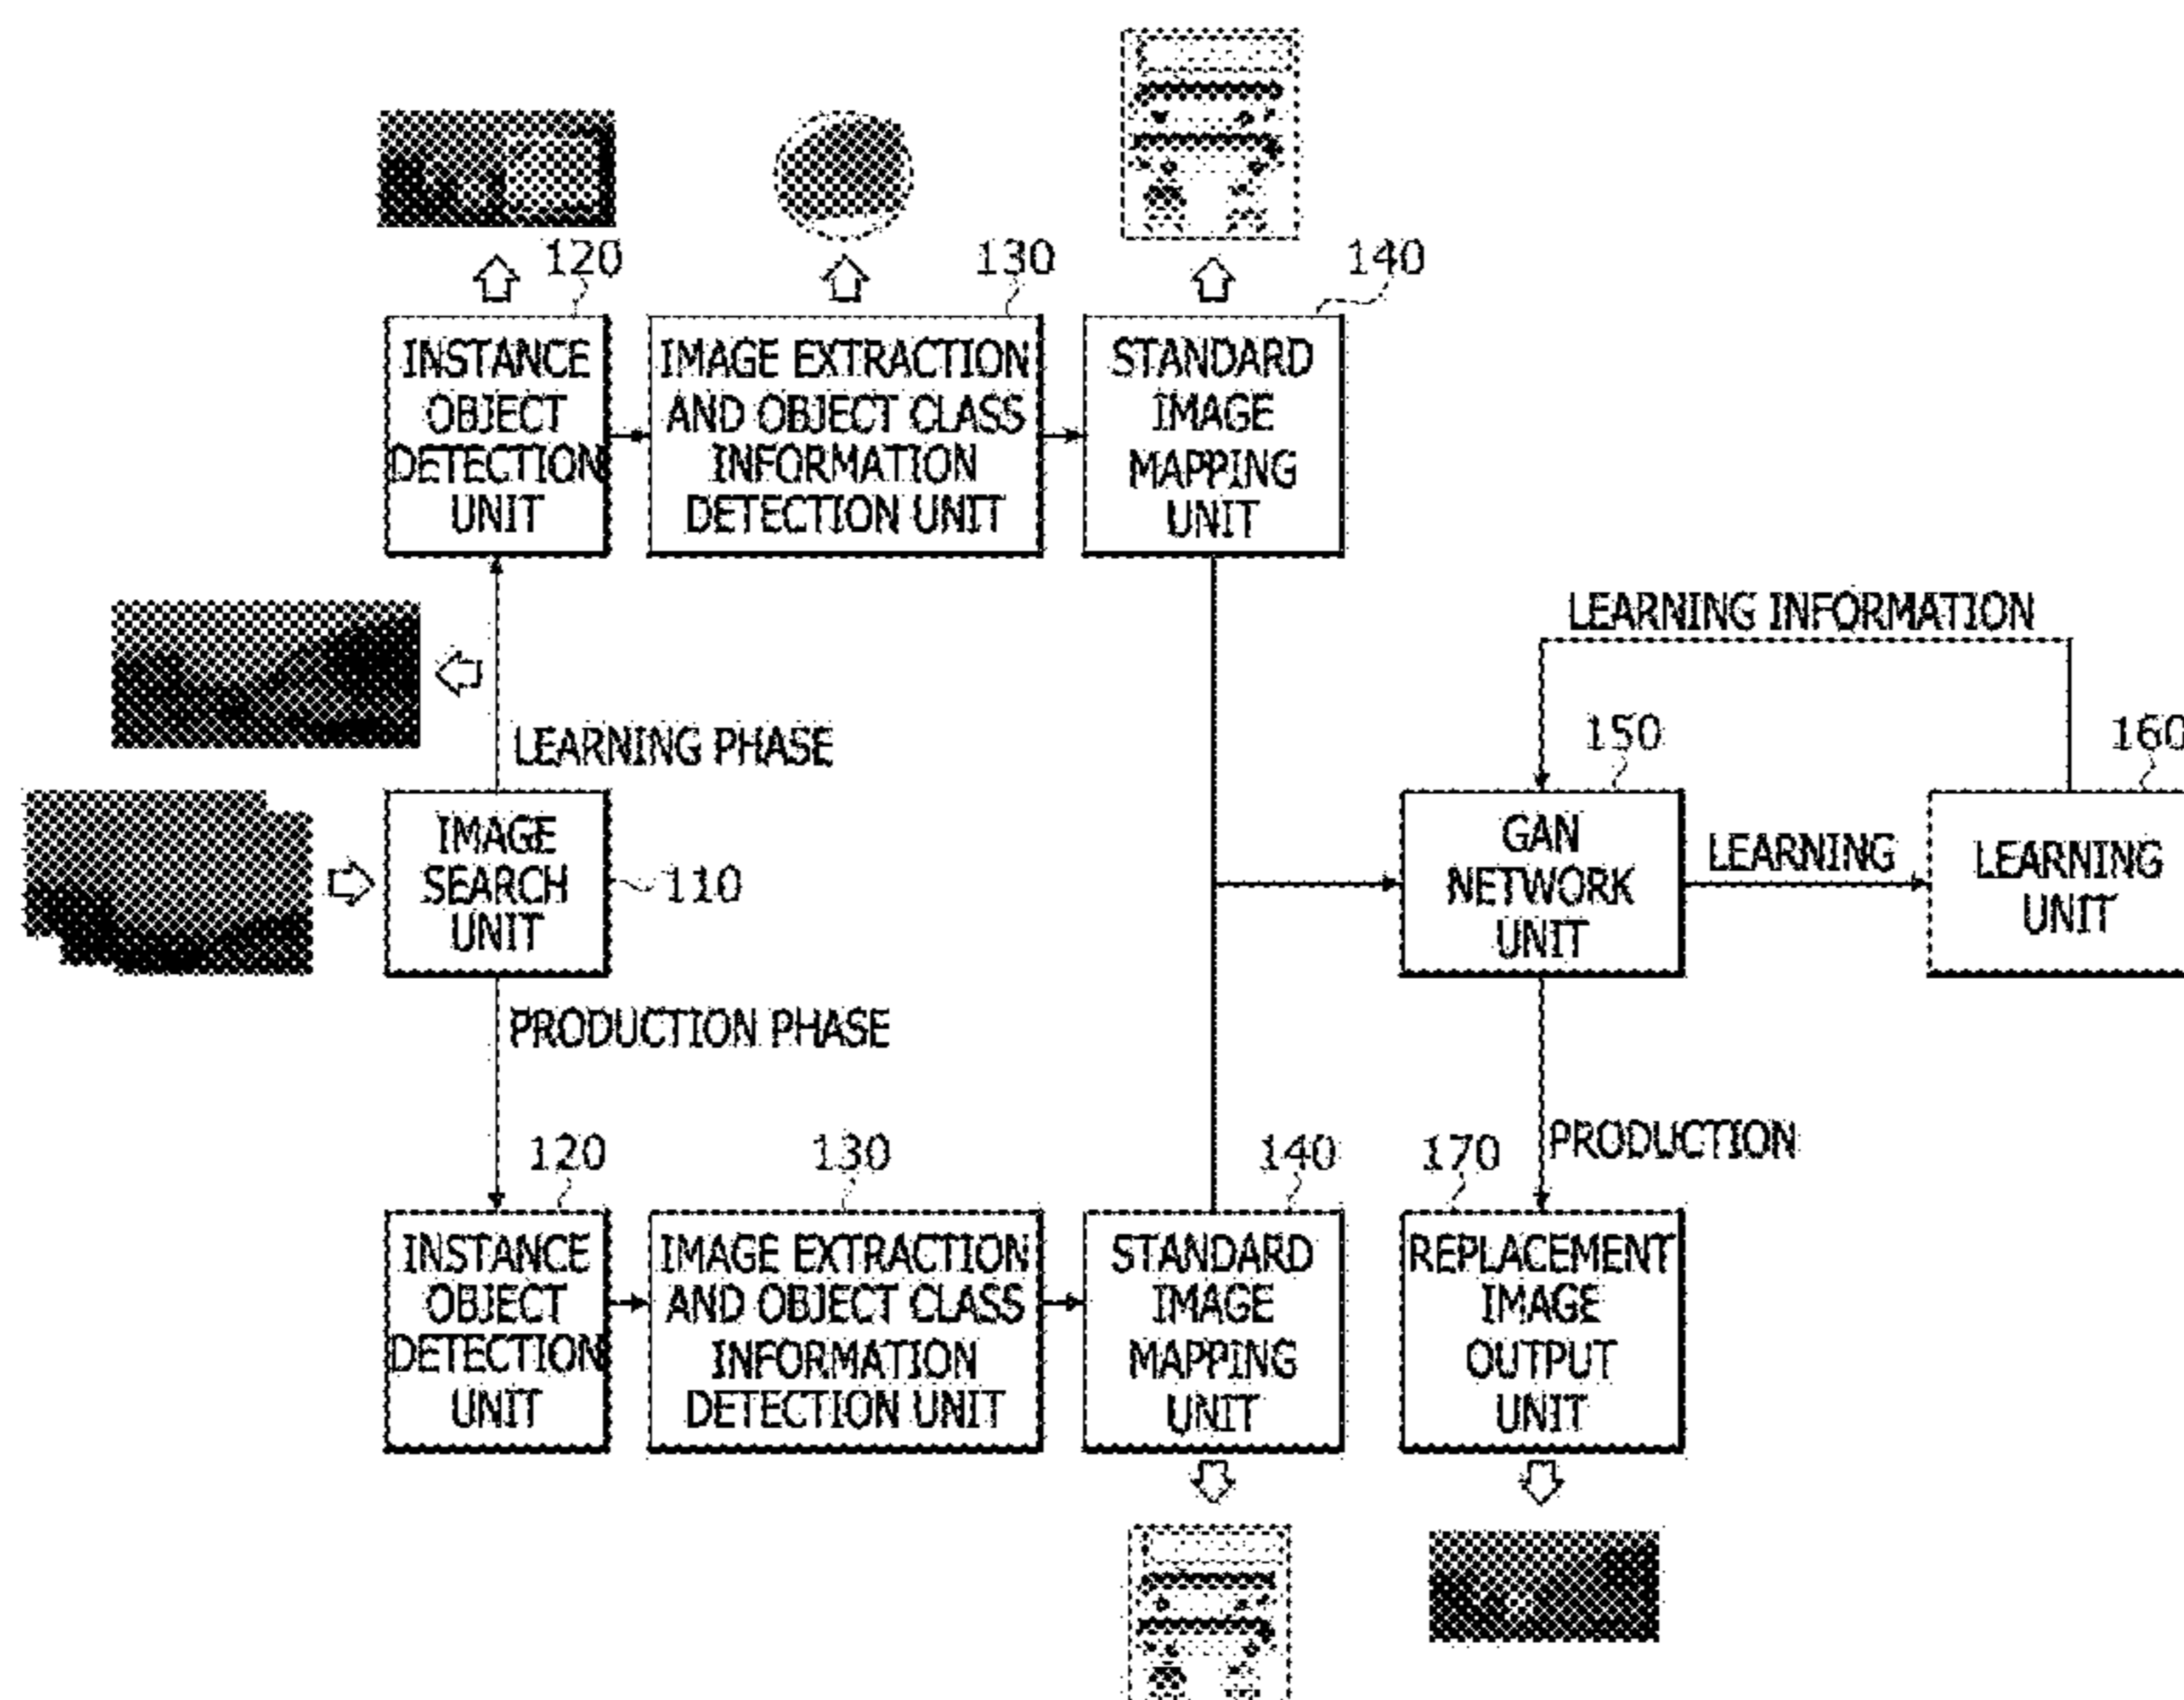 120
130
140
INSTANCE
OBJECT
DETECTION
UNIT
IMAGE EXTRACTION
AND OBJECT CLASS
INFORMATION
DETECTION UNIT
STANDARD
IMAGE
MAPPING
UNIT
LEARNING INFORMATION
LEARNING PHASE
150
160
IMAGE
SEARCH
UNIT
110
GAN
NETWORK
UNIT
LEARNING
LEARNING
UNIT
PRODUCTION PHASE
PRODUCTION
120
130
140
170
INSTANCE
OBJECT
DETECTION
UNIT
IMAGE EXTRACTION
AND OBJECT CLASS
INFORMATION
DETECTION UNIT
STANDARD
IMAGE
MAPPING
UNIT
REPLACEMENT
IMAGE
OUTPUT
UNIT